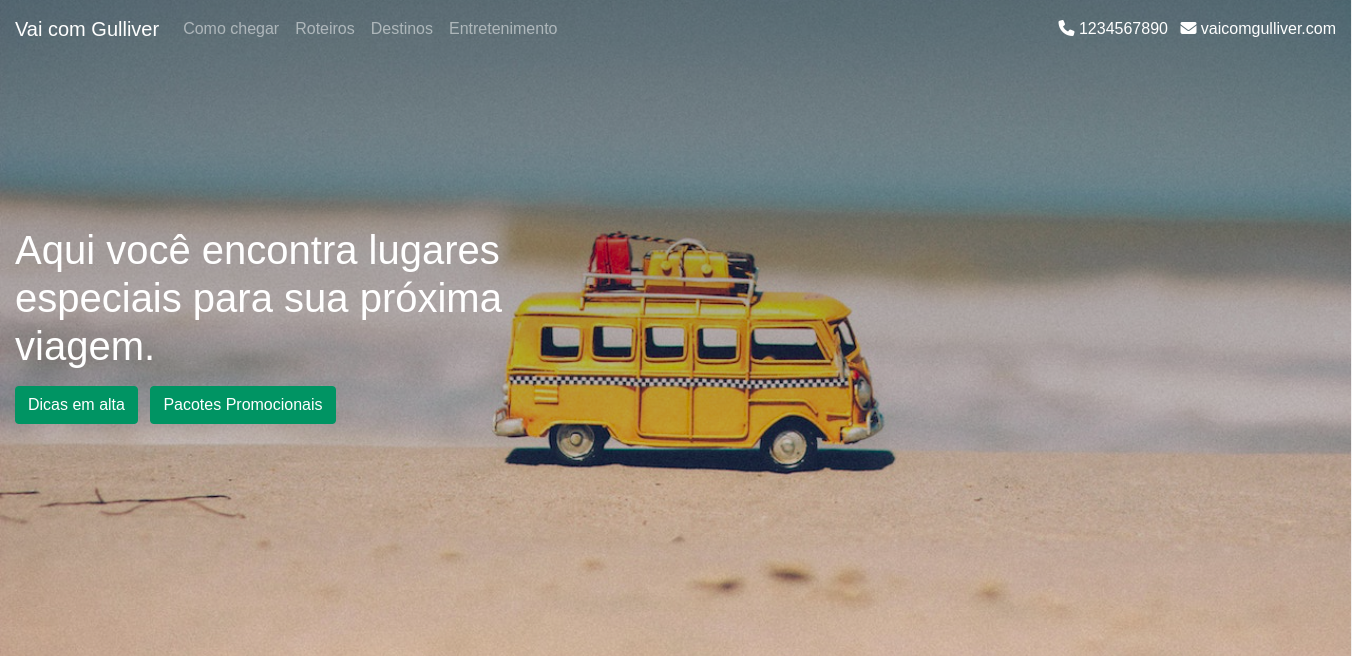 Vai com Gulliver Como chegar Roteiros Destinos Entretenimento 1234567890 vaicomgulliver.com
Aqui você encontra lugares
especiais para sua próxima
viagem.
Dicas em alta Pacotes Promocionais